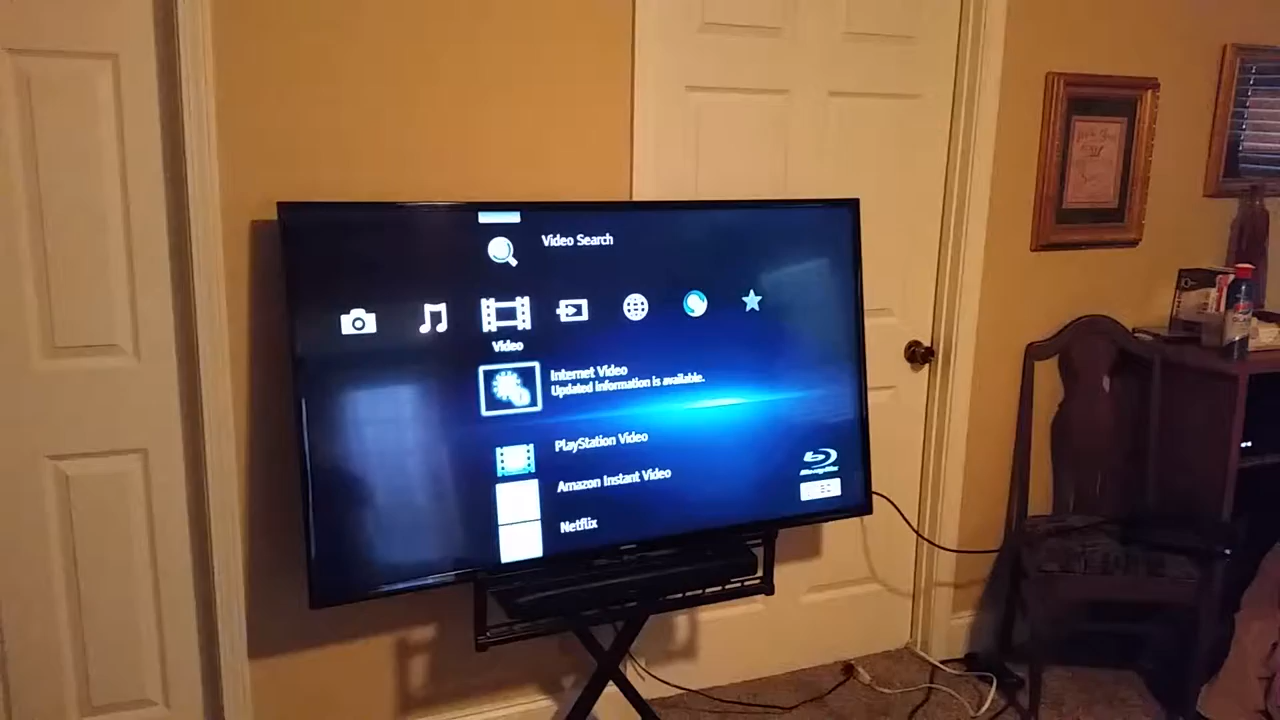 Video Search
Video
Internet Video
Updated information is available.
PlayStation Video
Amazon Instant Video
Netflix